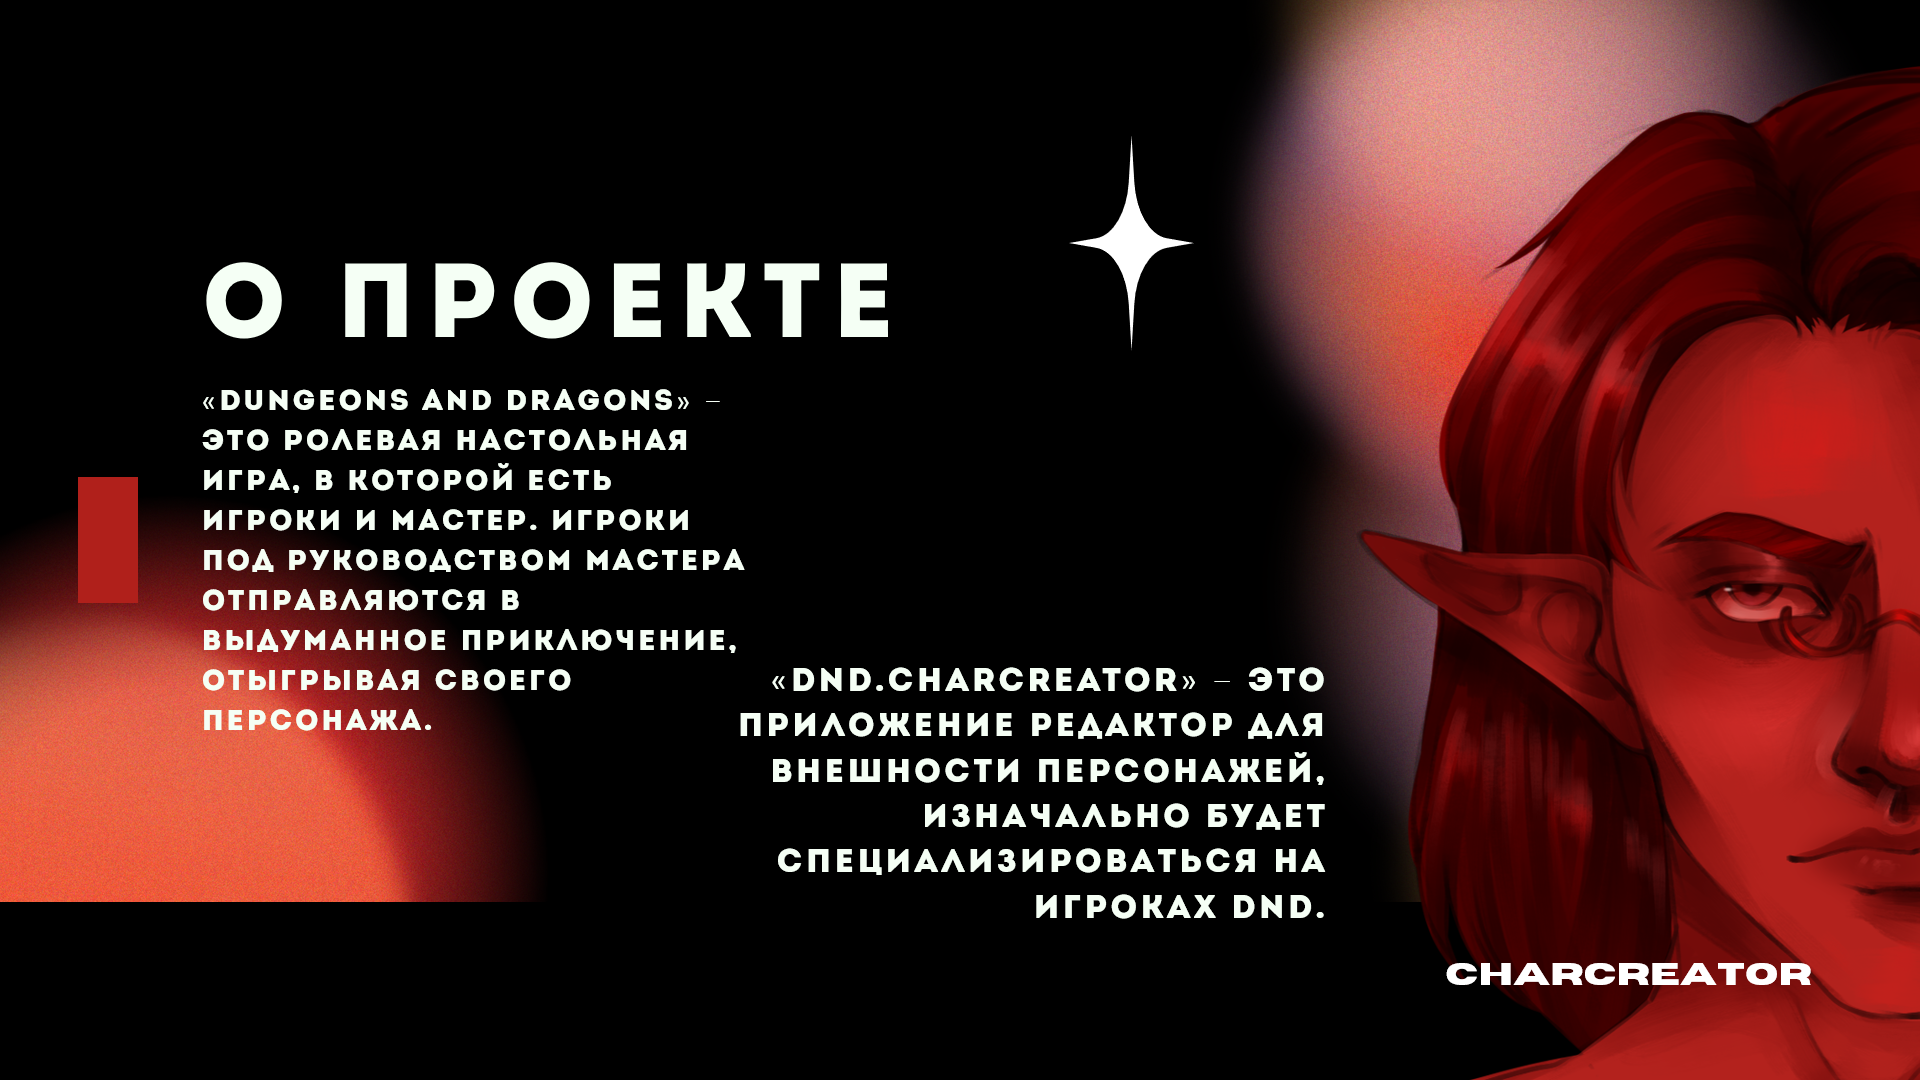 О ПРОЕКТЕ
«DUNGEONS AND DRAGONS» –
ЭТО РОЛЕВАЯ НАСТОЛЬНАЯ
ИГРА, В КОТОРОЙ ЕСТЬ
ИГРОКИ И МАСТЕР. ИГРОКИ
ПОД РУКОВОДСТВОМ МАСТЕРА
ОТПРАВЛЯЮТСЯ В
ВЫДУМАННОЕ ПРИКЛЮЧЕНИЕ,
ОТЫГРЫВАЯ СВОЕГО
ПЕРСОНАЖА.
«DND.CHARCREATOR» – ЭТО
ПРИЛОЖЕНИЕ РЕДАКТОР ДЛЯ
ВНЕШНОСТИ ПЕРСОНАЖЕЙ,
ИЗНАЧАЛЬНО БУДЕТ
СПЕЦИАЛИЗИРОВАТЬСЯ НА
ИГРОКАХ DND.
CHARCREATOR